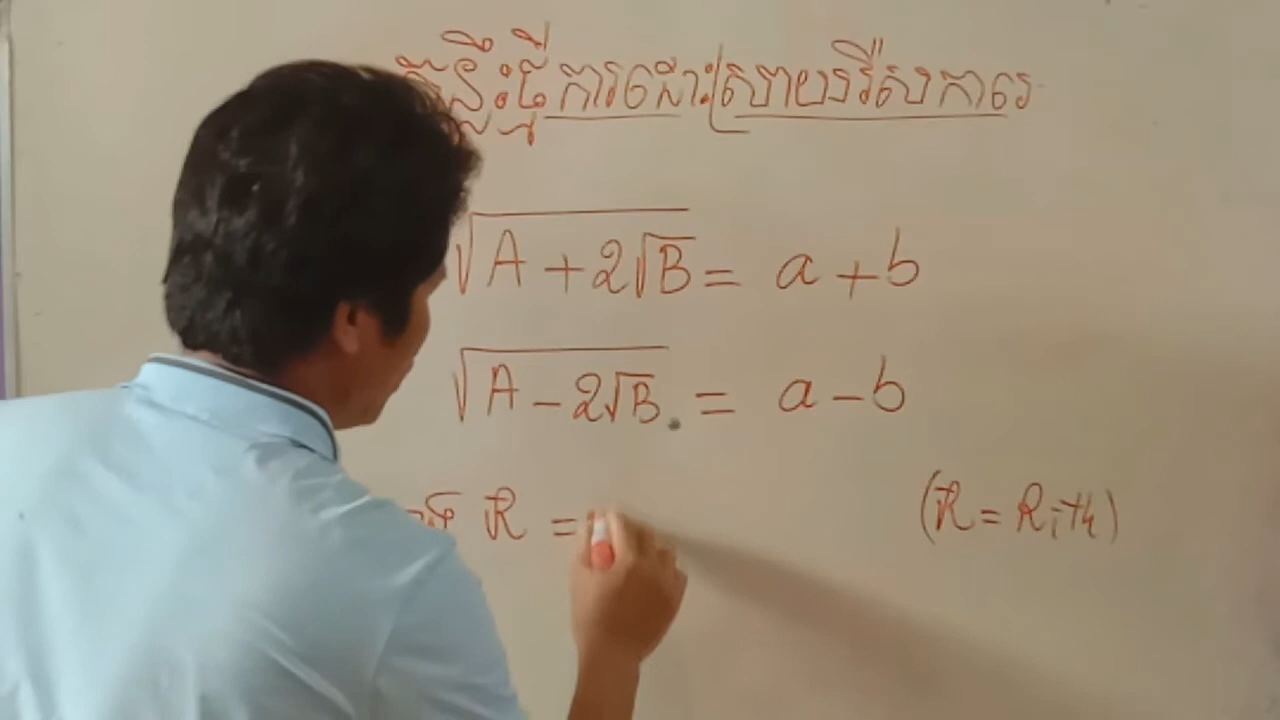 គន្លឹះថ្មី ការដោះស្រាយរឹសការេ
√(A + 2√B) = a + b
√(A − 2√B) = a − b
R = (R = Rith)